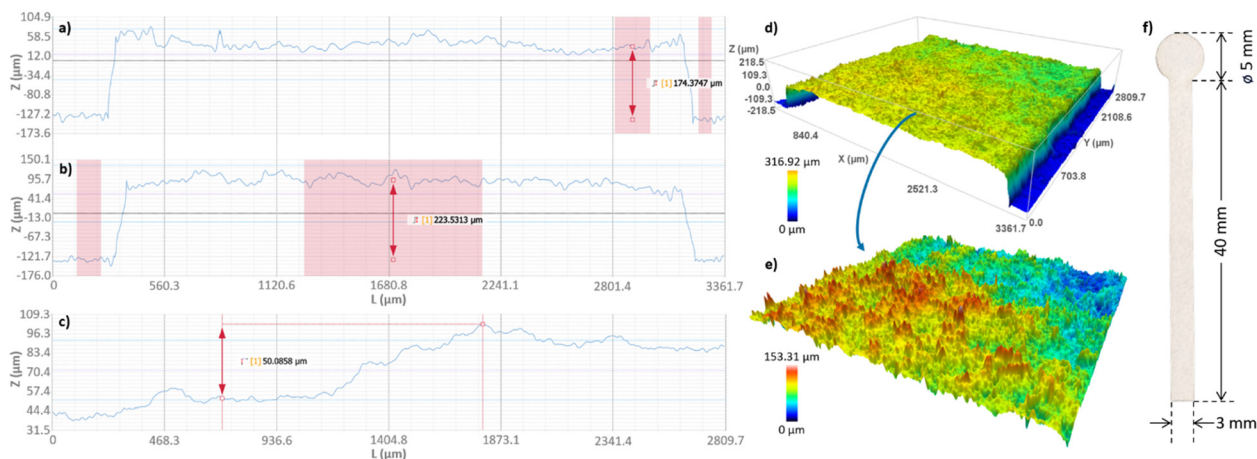 a)
Z (µm)
104.9
58.5
12.0
-34.4
-80.8
-127.2
-173.6
[1] 174.3747 µm
b)
Z (µm)
150.1
95.7
41.4
-13.0
-67.3
-121.7
-176.0
[1] 223.5313 µm
0 560.3 1120.6 1680.8 2241.1 2801.4 3361.7
L (µm)
c)
Z (µm)
109.3
96.3
83.4
70.4
57.4
44.4
31.5
[1] 50.0858 µm
0 468.3 936.6 1404.8 1873.1 2341.4 2809.7
L (µm)
d)
Z (µm)
218.5
109.3
0.0
-109.3
-218.5
840.4
X (µm)
2521.3
3361.7
0.0
703.8
Y (µm)
2108.6
2809.7
316.92 µm
0 µm
e)
153.31 µm
0 µm
f)
ø 5 mm
40 mm
3 mm